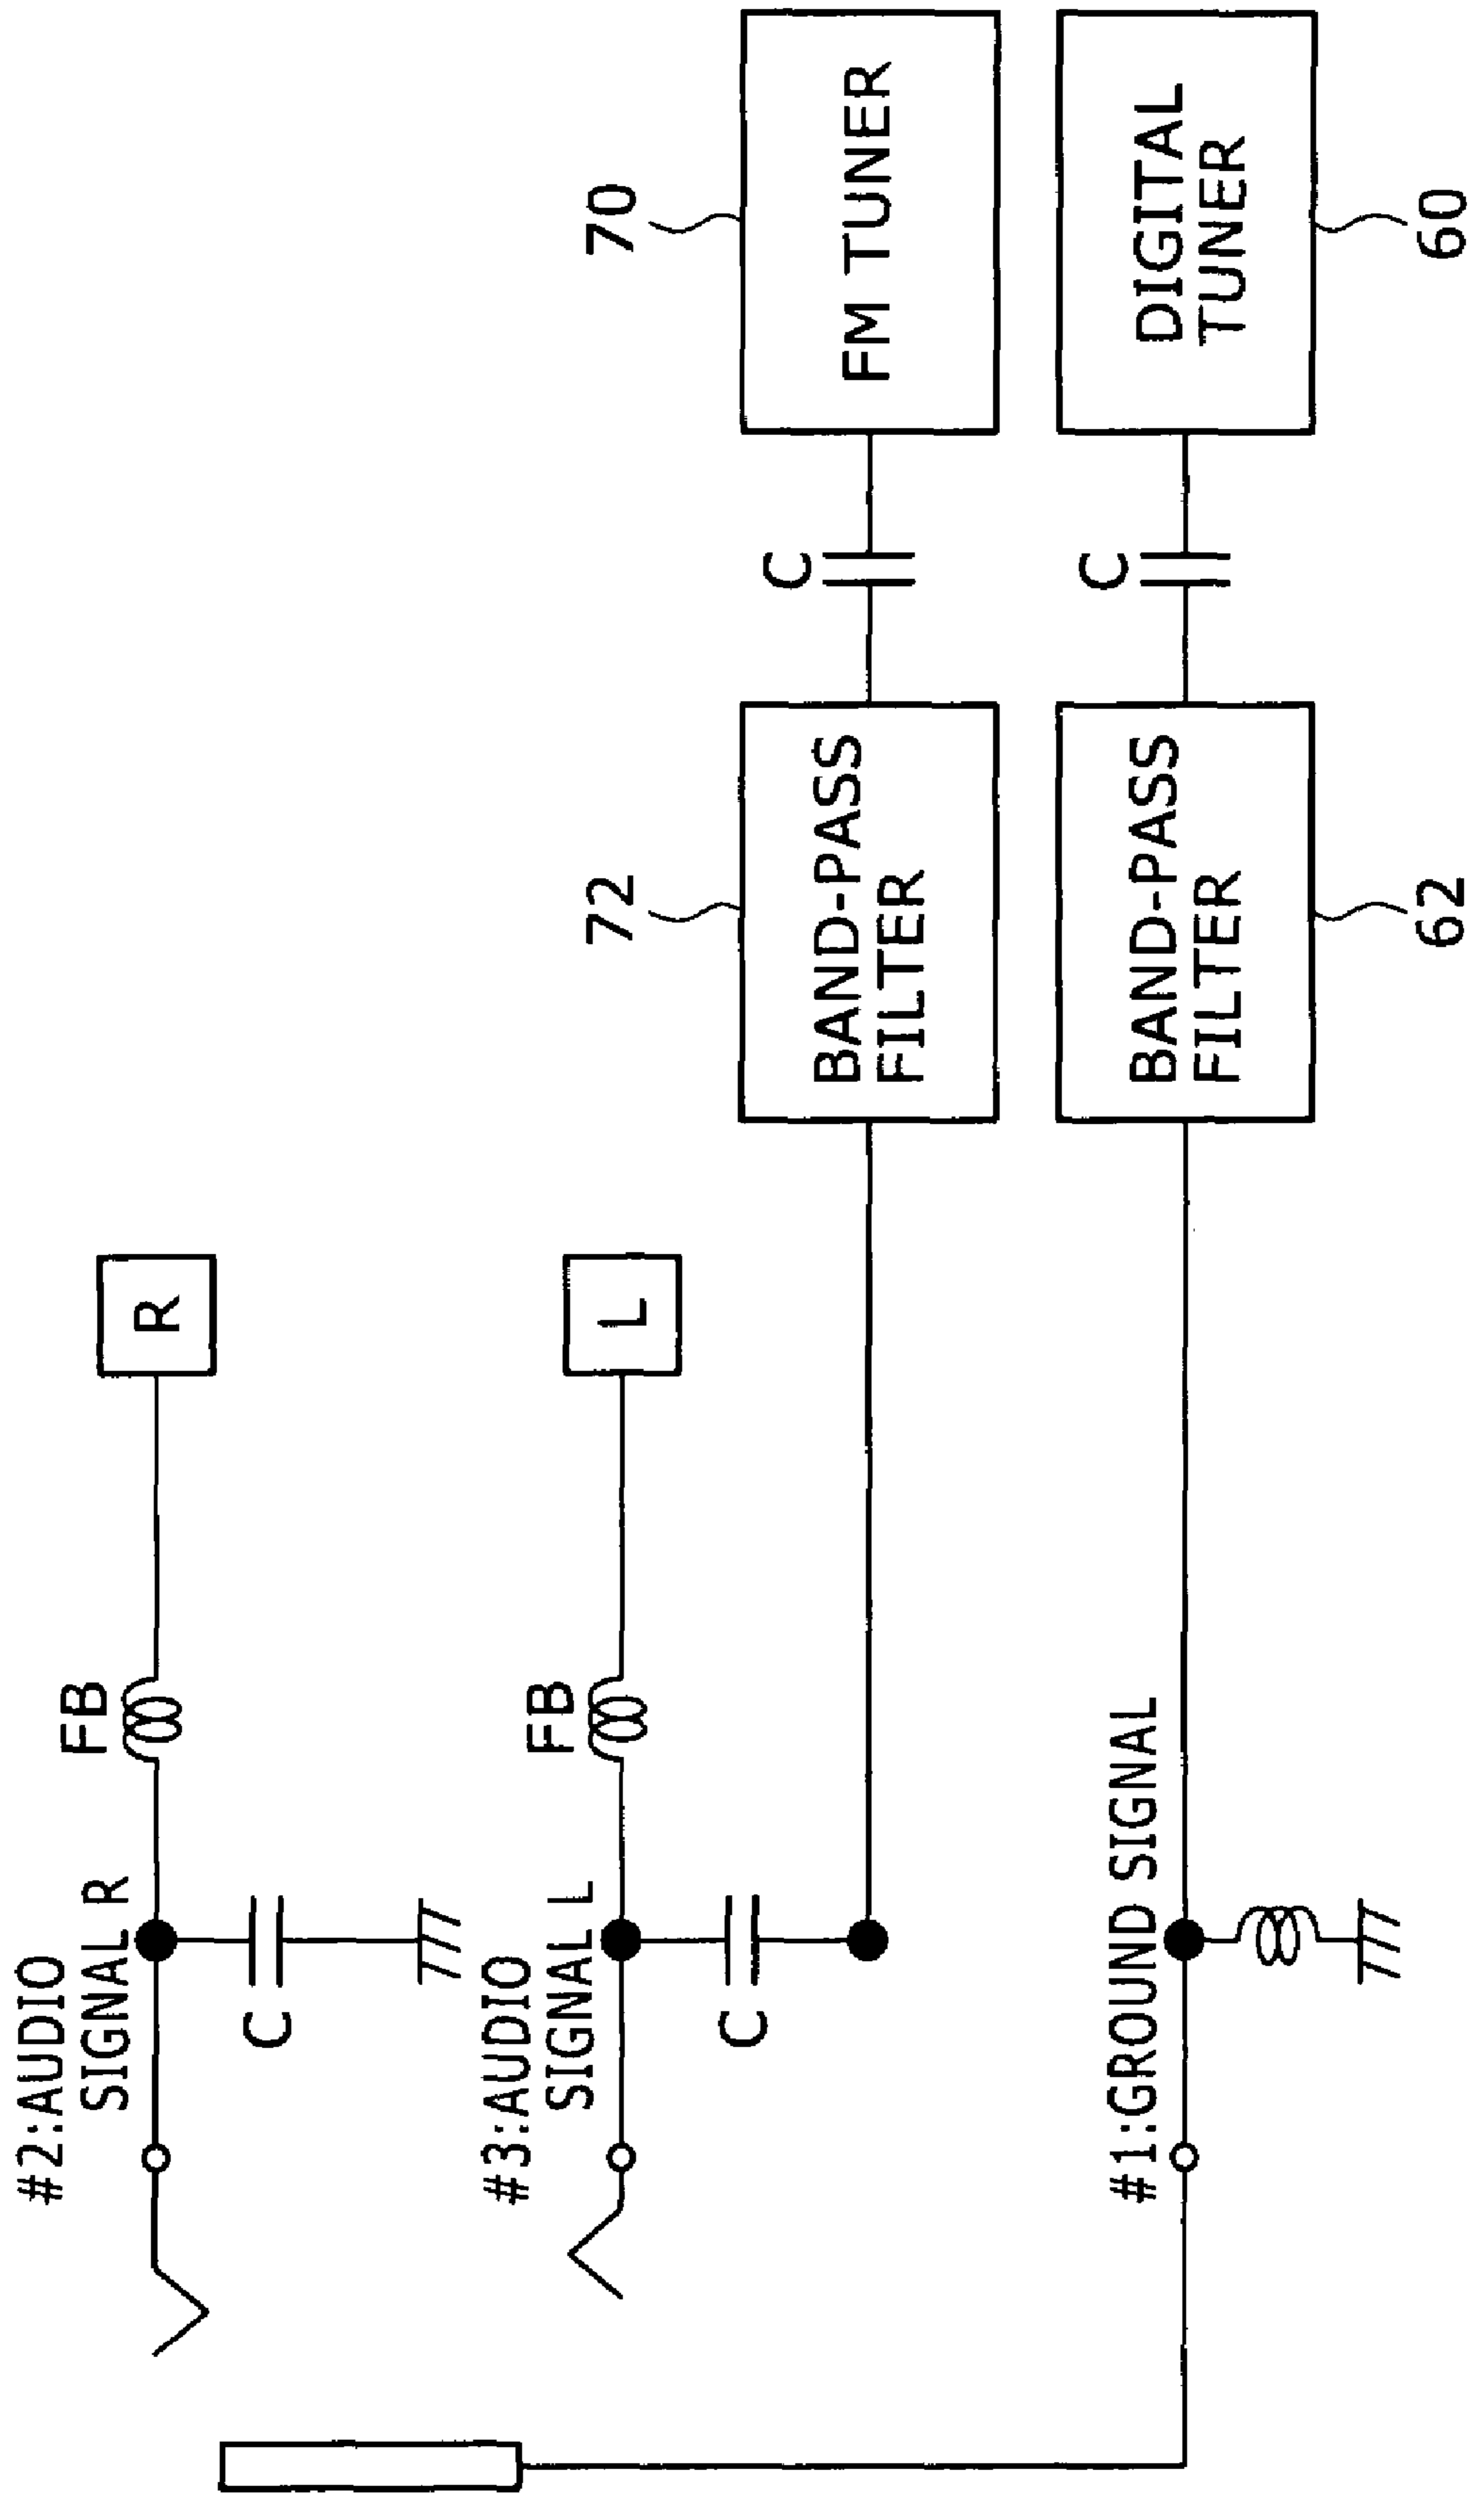 #2:AUDIO
SIGNAL R
FB
R
C
#3:AUDIO
SIGNAL L
FB
L
C
72
70
BAND-PASS
FILTER
C
FM TUNER
#1:GROUND SIGNAL
BAND-PASS
FILTER
C
DIGITAL
TUNER
62
60